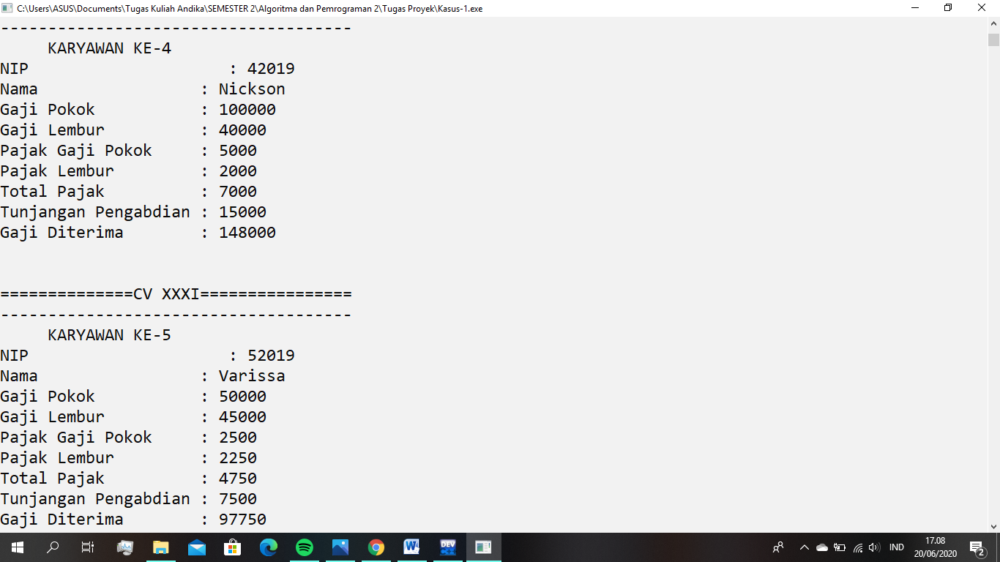 C:\Users\ASUS\Documents\Tugas Kuliah Andika\SEMESTER 2\Algoritma dan Pemrograman 2\Tugas Proyek\Kasus-1.exe
-------------------------------------
     KARYAWAN KE-4
NIP                     : 42019
Nama                 : Nickson
Gaji Pokok           : 100000
Gaji Lembur          : 40000
Pajak Gaji Pokok     : 5000
Pajak Lembur         : 2000
Total Pajak          : 7000
Tunjangan Pengabdian : 15000
Gaji Diterima        : 148000
==============CV XXXI================
-------------------------------------
     KARYAWAN KE-5
NIP                     : 52019
Nama                 : Varissa
Gaji Pokok           : 50000
Gaji Lembur          : 45000
Pajak Gaji Pokok     : 2500
Pajak Lembur         : 2250
Total Pajak          : 4750
Tunjangan Pengabdian : 7500
Gaji Diterima        : 97750
W DEV IND 17.08
20/06/2020 2